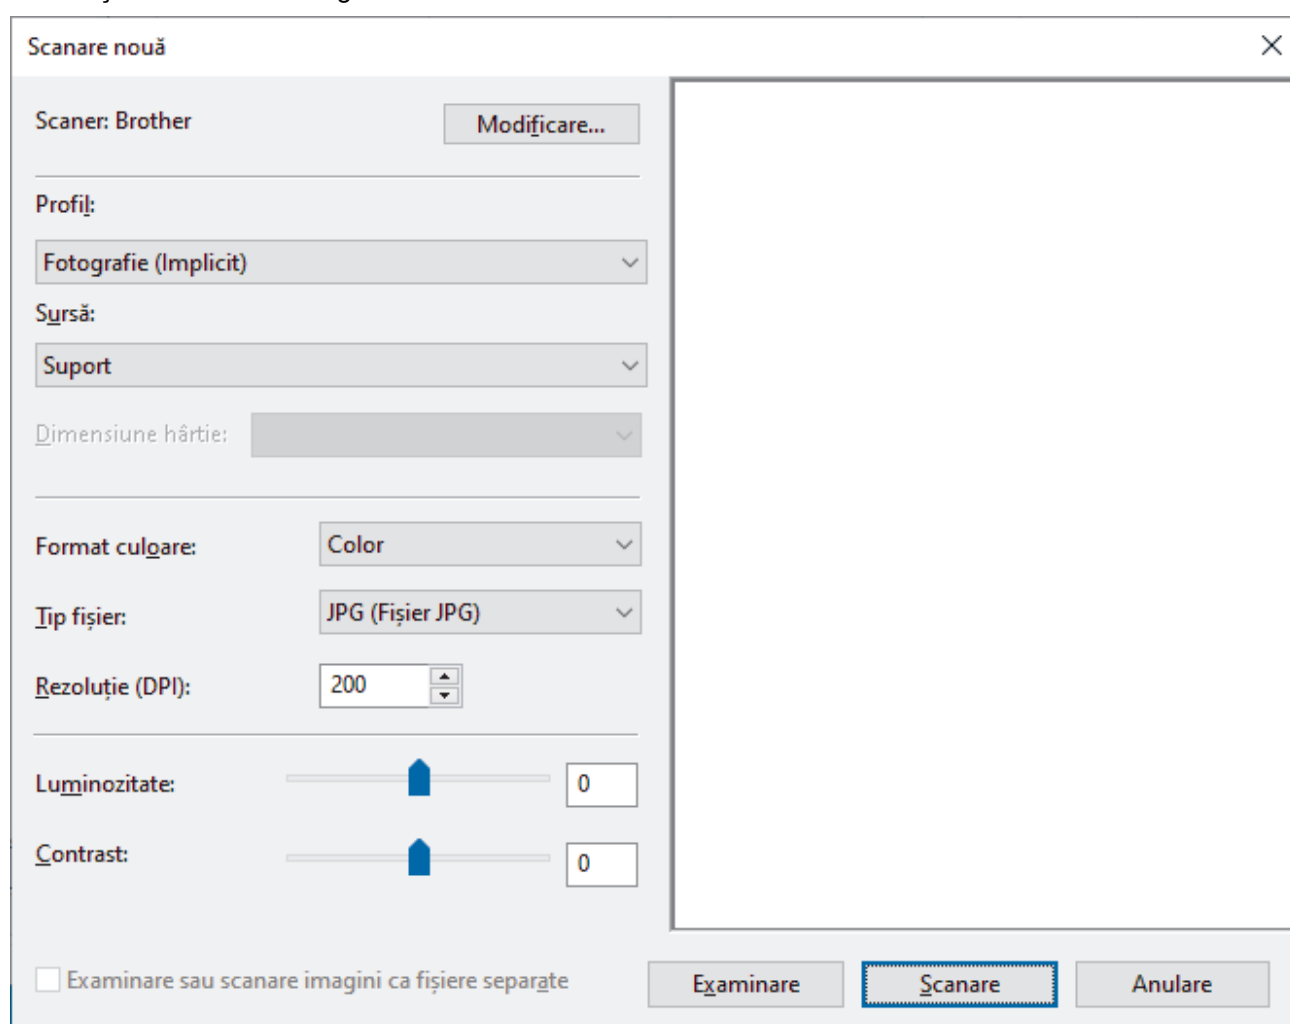 Scanare nouă
Scaner: Brother
Modificare...
Profil:
Fotografie (Implicit)
Sursă:
Suport
Dimensiune hârtie:
Format culoare:
Color
Tip fișier:
JPG (Fișier JPG)
Rezoluție (DPI):
200
Luminozitate:
0
Contrast:
0
Examinare sau scanare imagini ca fișiere separate
Examinare
Scanare
Anulare